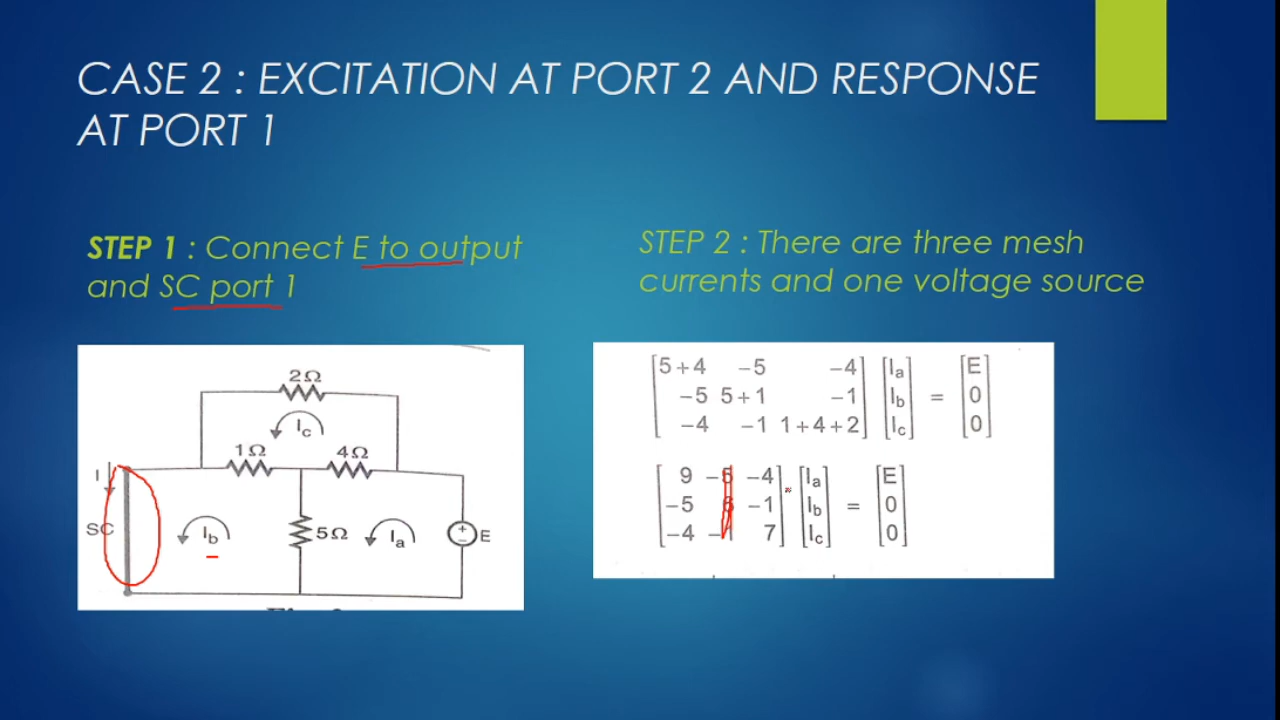 CASE 2 : EXCITATION AT PORT 2 AND RESPONSE
AT PORT 1
STEP 1 : Connect E to output
and SC port 1
STEP 2 : There are three mesh
currents and one voltage source
2Ω
Ic
1Ω
4Ω
I
SC
Ib
5Ω
Ia
+
−
E
5+4 −5 −4 Ia E
−5 5+1 −1 Ib = 0
−4 −1 1+4+2 Ic 0
9 −5 −4 Ia E
−5 6 −1 Ib = 0
−4 −1 7 Ic 0